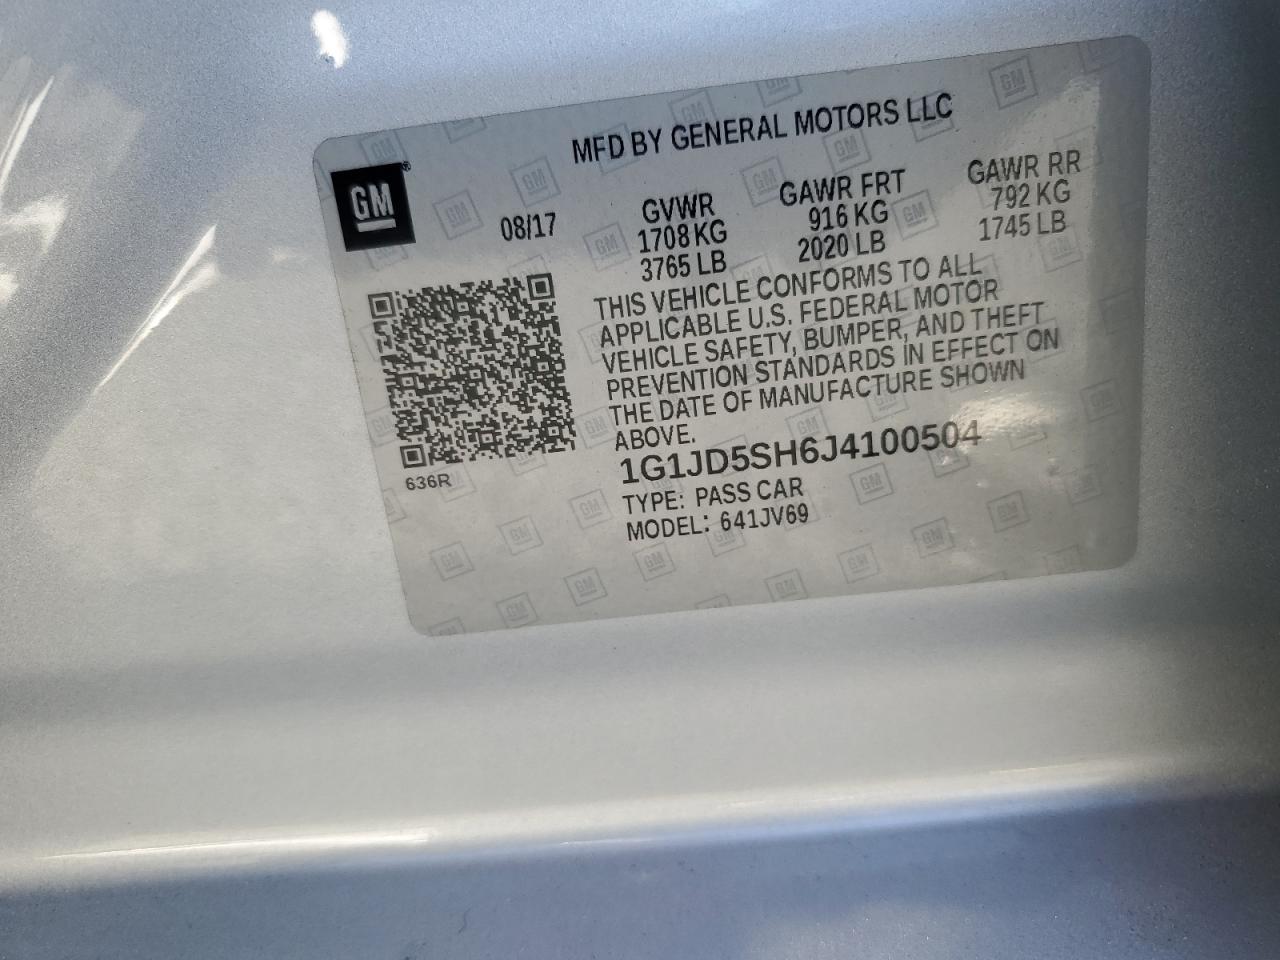 MFD BY GENERAL MOTORS LLC
GM®
08/17
GVWR
1708 KG
3765 LB
GAWR FRT
916 KG
2020 LB
GAWR RR
792 KG
1745 LB
THIS VEHICLE CONFORMS TO ALL
APPLICABLE U.S. FEDERAL MOTOR
VEHICLE SAFETY, BUMPER, AND THEFT
PREVENTION STANDARDS IN EFFECT ON
THE DATE OF MANUFACTURE SHOWN
ABOVE.
636R
1G1JD5SH6J4100504
TYPE: PASS CAR
MODEL: 641JV69